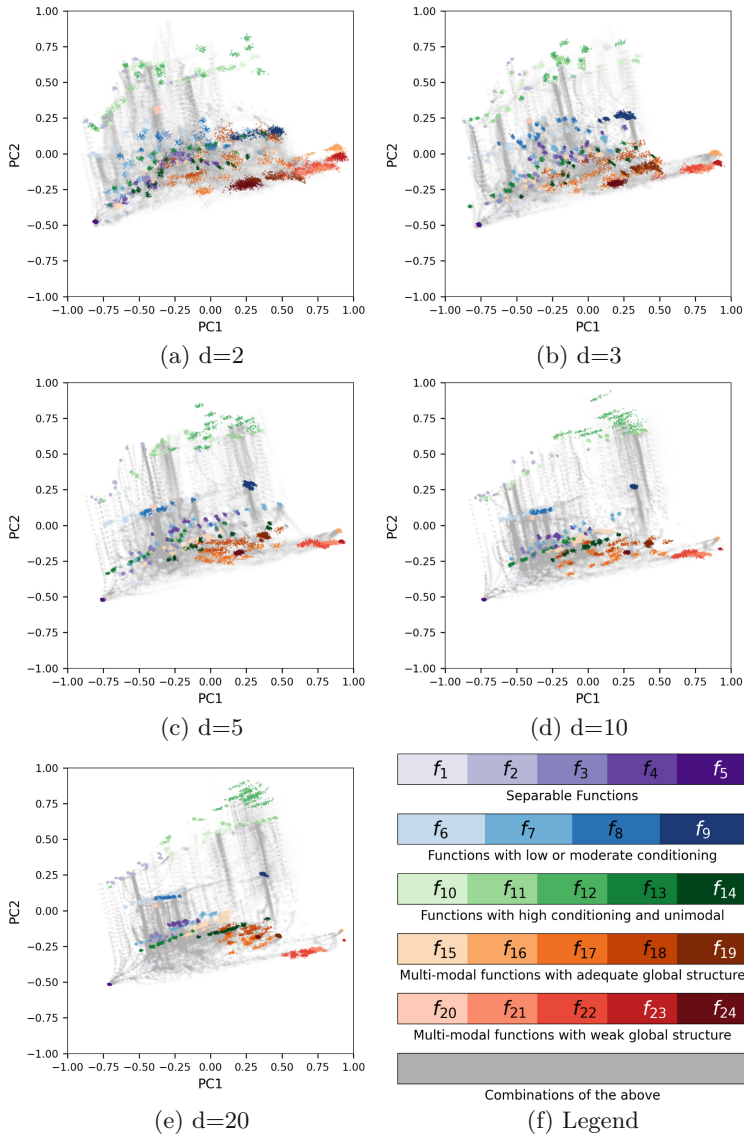 1.00
0.75
0.50
0.25
0.00
−0.25
−0.50
−0.75
−1.00
PC2
−1.00 −0.75 −0.50 −0.25 0.00 0.25 0.50 0.75 1.00
PC1
(a) d=2
1.00
0.75
0.50
0.25
0.00
−0.25
−0.50
−0.75
−1.00
PC2
−1.00 −0.75 −0.50 −0.25 0.00 0.25 0.50 0.75 1.00
PC1
(b) d=3
1.00
0.75
0.50
0.25
0.00
−0.25
−0.50
−0.75
−1.00
PC2
−1.00 −0.75 −0.50 −0.25 0.00 0.25 0.50 0.75 1.00
PC1
(c) d=5
1.00
0.75
0.50
0.25
0.00
−0.25
−0.50
−0.75
−1.00
PC2
−1.00 −0.75 −0.50 −0.25 0.00 0.25 0.50 0.75 1.00
PC1
(d) d=10
1.00
0.75
0.50
0.25
0.00
−0.25
−0.50
−0.75
−1.00
PC2
−1.00 −0.75 −0.50 −0.25 0.00 0.25 0.50 0.75 1.00
PC1
(e) d=20
f1 f2 f3 f4 f5
Separable Functions
f6 f7 f8 f9
Functions with low or moderate conditioning
f10 f11 f12 f13 f14
Functions with high conditioning and unimodal
f15 f16 f17 f18 f19
Multi-modal functions with adequate global structure
f20 f21 f22 f23 f24
Multi-modal functions with weak global structure
Combinations of the above
(f) Legend